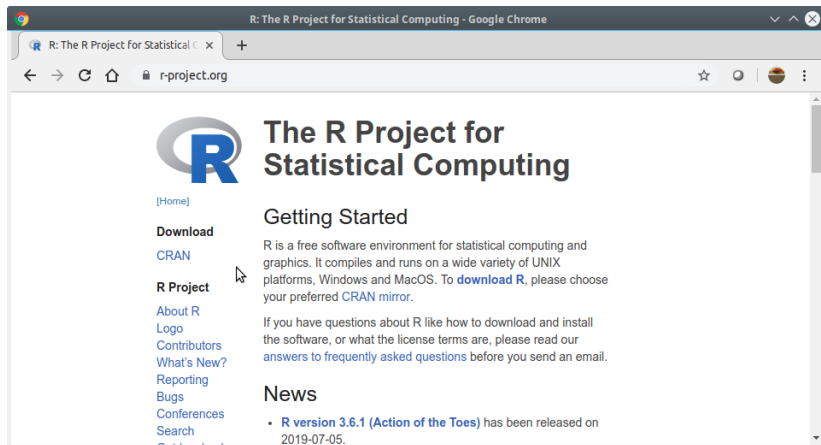 R: The R Project for Statistical Computing - Google Chrome
R: The R Project for Statistical C
r-project.org
R
[Home]
Download
CRAN
R Project
About R
Logo
Contributors
What's New?
Reporting
Bugs
Conferences
Search
The R Project for
Statistical Computing
Getting Started
R is a free software environment for statistical computing and
graphics. It compiles and runs on a wide variety of UNIX
platforms, Windows and MacOS. To download R, please choose
your preferred CRAN mirror.
If you have questions about R like how to download and install
the software, or what the license terms are, please read our
answers to frequently asked questions before you send an email.
News
• R version 3.6.1 (Action of the Toes) has been released on
2019-07-05.